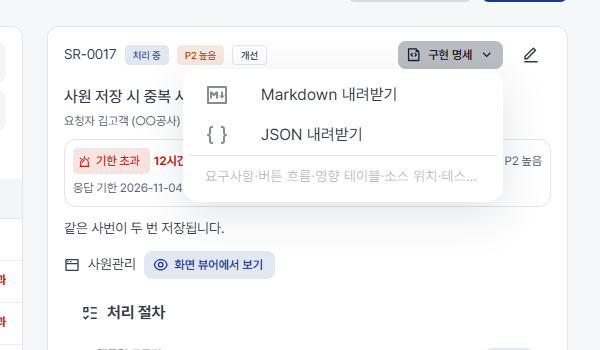 SR-0017 처리 중 P2 높음 개선 구현 명세
Markdown 내려받기
JSON 내려받기
요구사항·버튼 흐름·영향 테이블·소스 위치·테스...
사원 저장 시 중복
요청자 김고객 (OO공사)
기한 초과 P2 높음
응답 기한 2026-11-04
같은 사번이 두 번 저장됩니다.
사원관리 화면 뷰어에서 보기
처리 절차